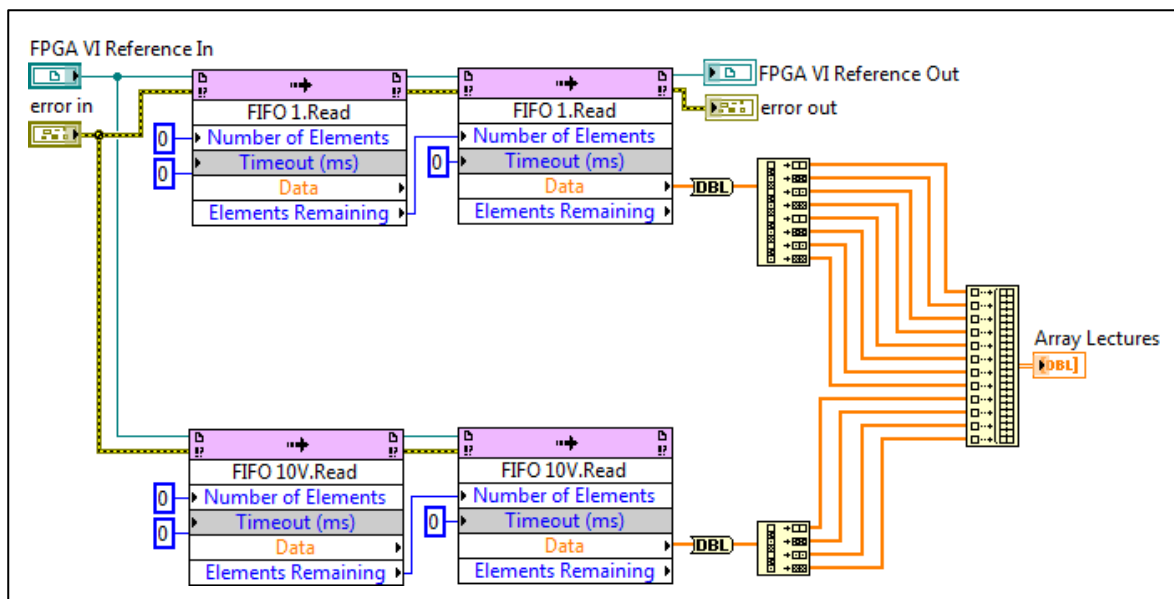 FPGA VI Reference In
error in
FIFO 1.Read
0 Number of Elements
0 Timeout (ms)
Data
Elements Remaining
FIFO 1.Read
Number of Elements
0 Timeout (ms)
Data
Elements Remaining
FPGA VI Reference Out
error out
DBL
Array Lectures
DBL]
FIFO 10V.Read
0 Number of Elements
0 Timeout (ms)
Data
Elements Remaining
FIFO 10V.Read
Number of Elements
0 Timeout (ms)
Data
Elements Remaining
DBL